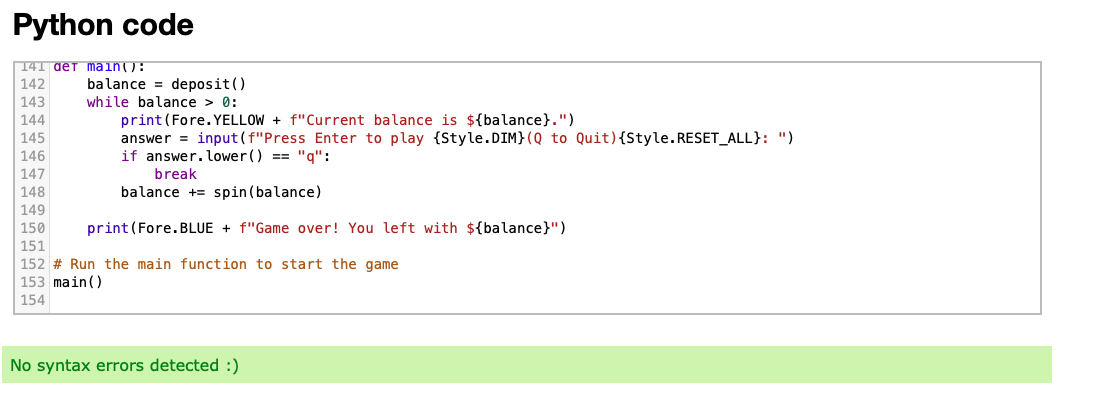 Python code
141 def main():
142     balance = deposit()
143     while balance > 0:
144         print(Fore.YELLOW + f"Current balance is ${balance}.")
145         answer = input(f"Press Enter to play {Style.DIM}(Q to Quit){Style.RESET_ALL}: ")
146         if answer.lower() == "q":
147             break
148         balance += spin(balance)
149
150     print(Fore.BLUE + f"Game over! You left with ${balance}")
151
152 # Run the main function to start the game
153 main()
154
No syntax errors detected :)